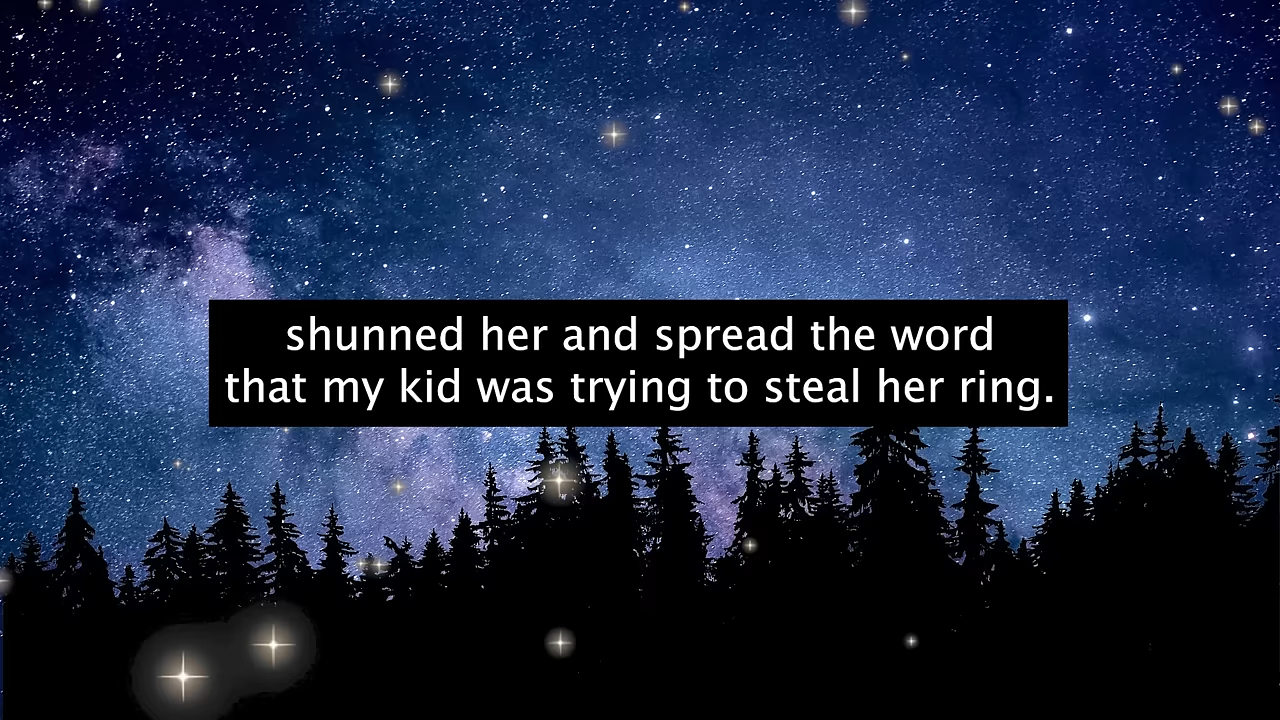 shunned her and spread the word
that my kid was trying to steal her ring.